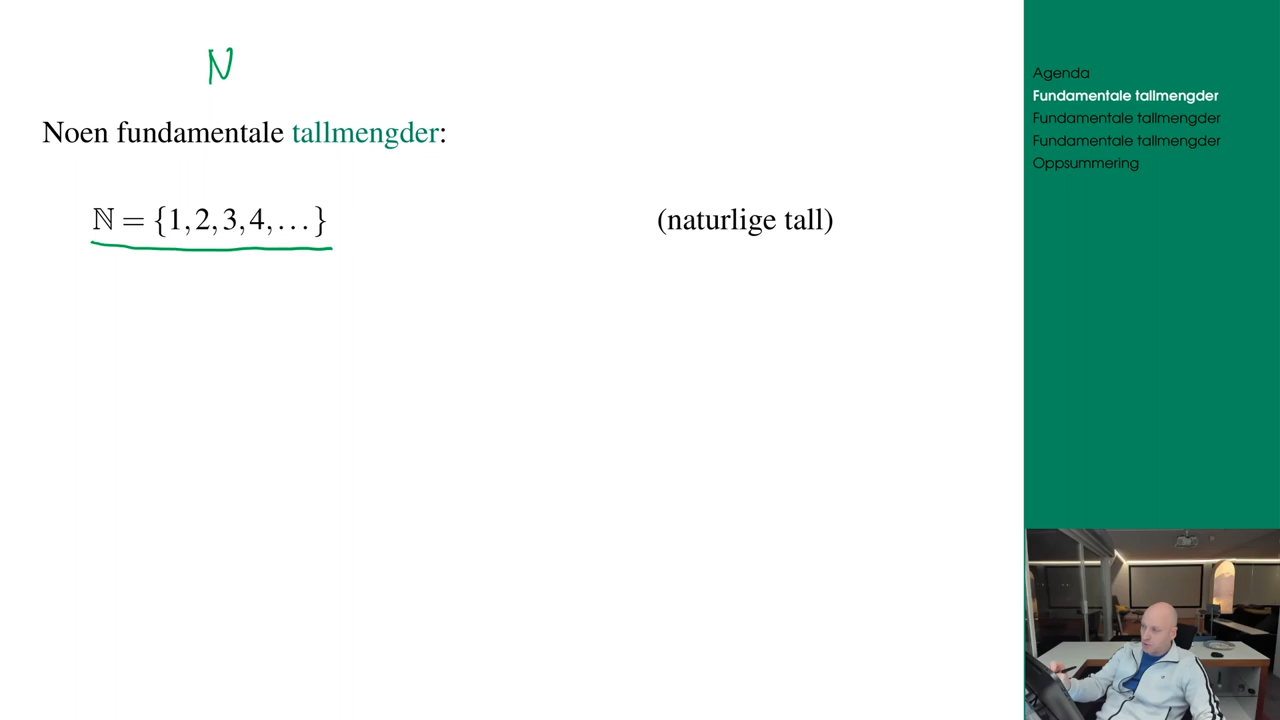 N
Noen fundamentale tallmengder:
ℕ = {1,2,3,4,...} (naturlige tall)
Agenda
Fundamentale tallmengder
Fundamentale tallmengder
Fundamentale tallmengder
Oppsummering